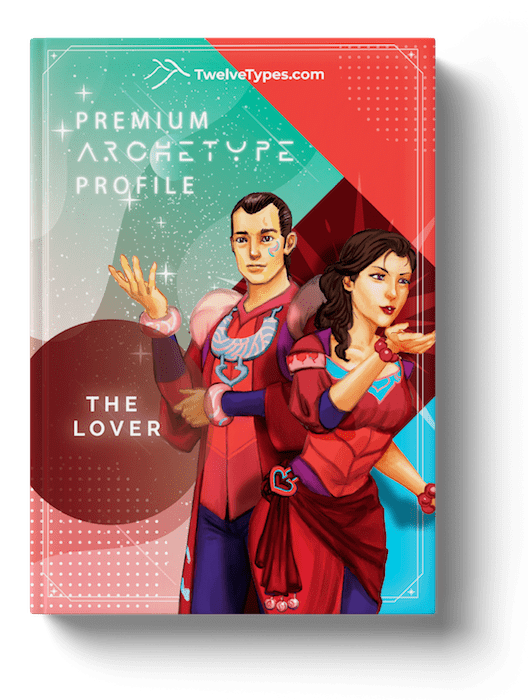 TwelveTypes.com
PREMIUM
ARCHETYPE
PROFILE
THE
LOVER